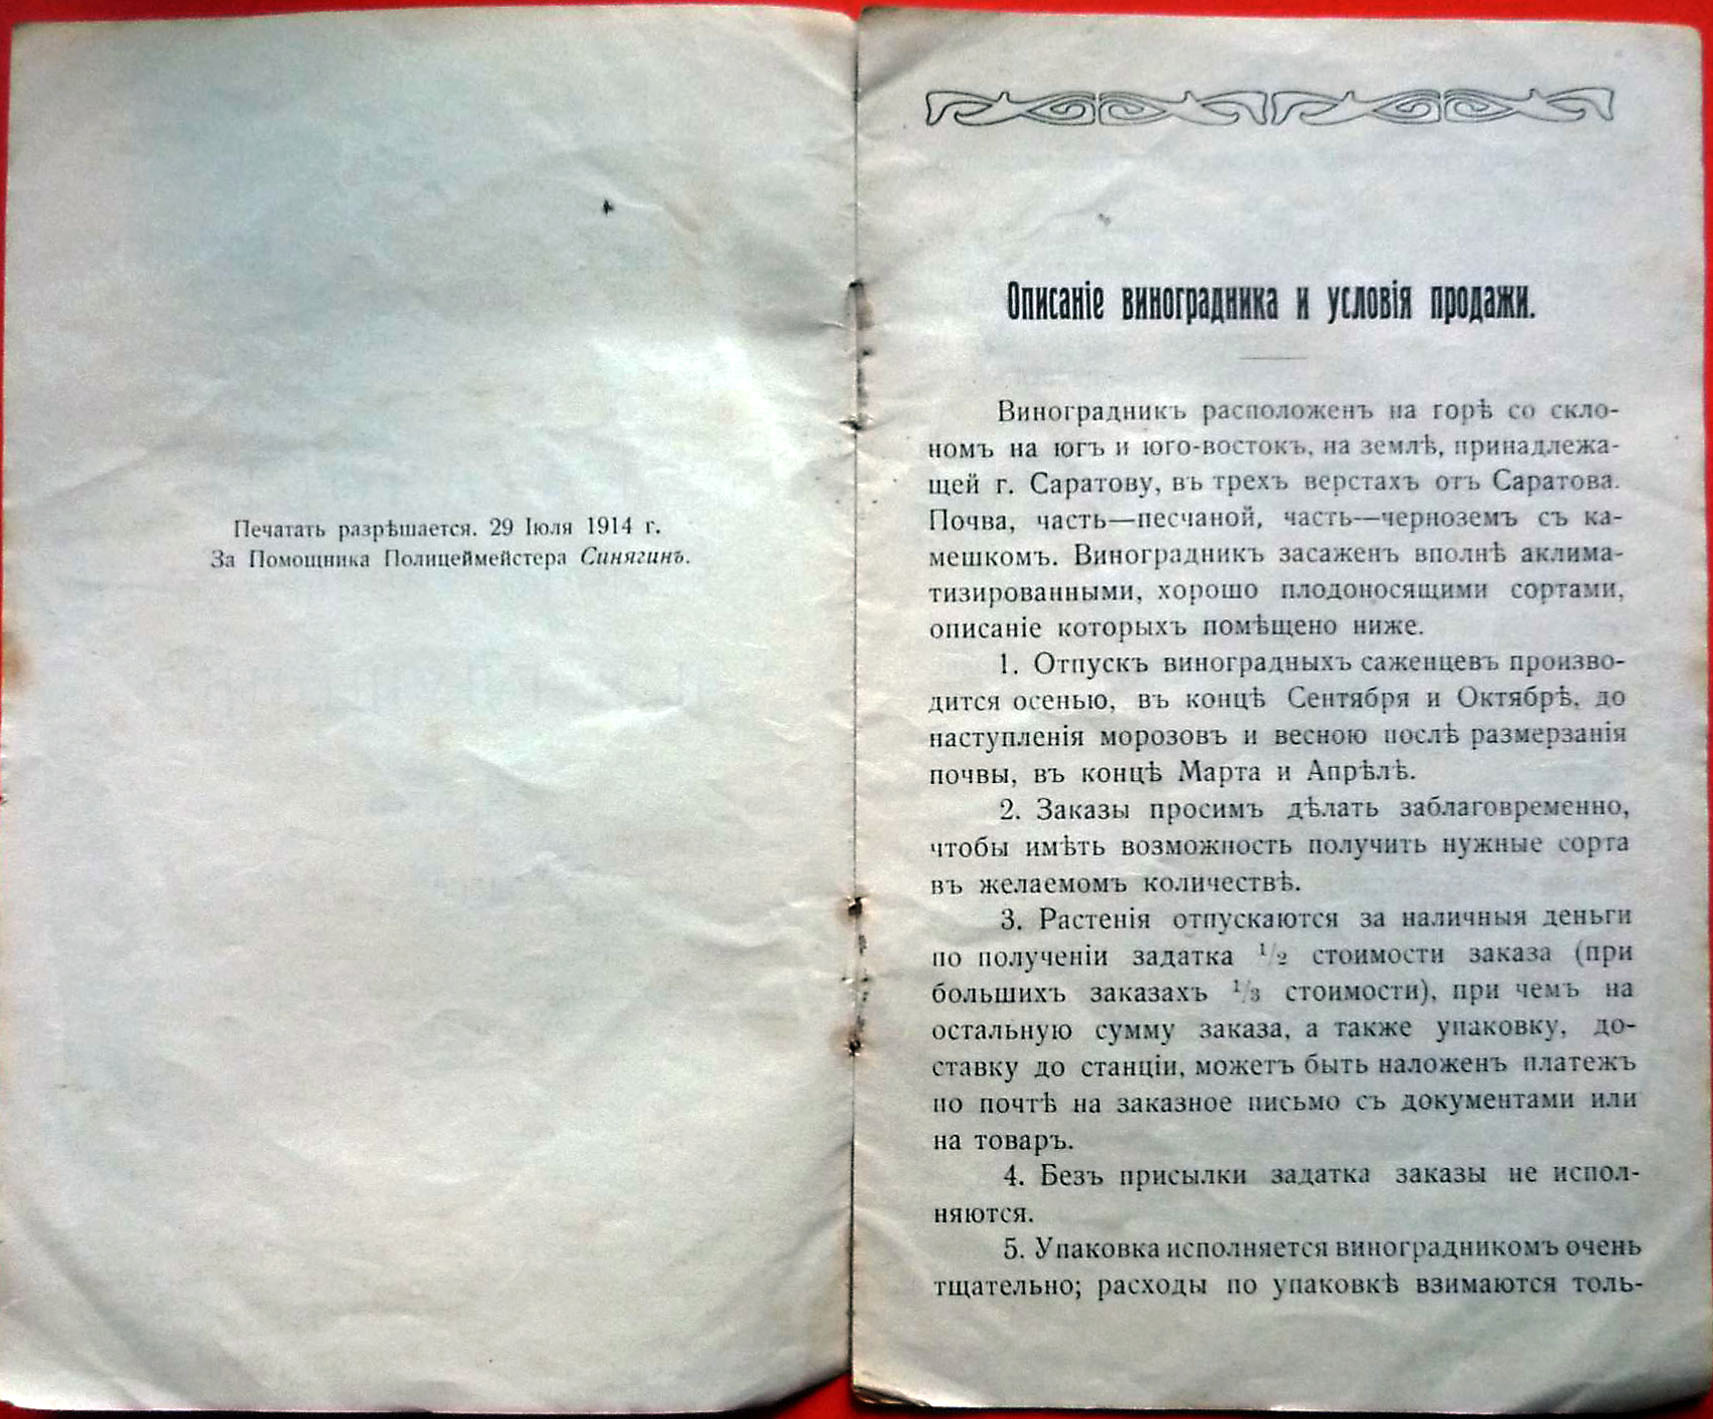 Печатать разрѣшается. 29 Іюля 1914 г.
За Помощника Полицеймейстера Синягинъ.
Описаніе виноградника и условія продажи.
Виноградникъ расположенъ на горѣ со скло-
номъ на югъ и юго-востокъ, на землѣ, принадлежа-
щей г. Саратову, въ трехъ верстахъ отъ Саратова.
Почва, часть—песчаной, часть—черноземъ съ ка-
мешкомъ. Виноградникъ засаженъ вполнѣ аклима-
тизированными, хорошо плодоносящими сортами,
описаніе которыхъ помѣщено ниже.
1. Отпускъ виноградныхъ саженцевъ произво-
дится осенью, въ концѣ Сентября и Октябрѣ, до
наступленія морозовъ и весною послѣ размерзанія
почвы, въ концѣ Марта и Апрѣлѣ.
2. Заказы просимъ дѣлать заблаговременно,
чтобы имѣть возможность получить нужные сорта
въ желаемомъ количествѣ.
3. Растенія отпускаются за наличныя деньги
по полученіи задатка ¹/₂ стоимости заказа (при
большихъ заказахъ ¹/₃ стоимости), при чемъ на
остальную сумму заказа, а также упаковку, до-
ставку до станціи, можетъ быть наложенъ платежъ
по почтѣ на заказное письмо съ документами или
на товаръ.
4. Безъ присылки задатка заказы не испол-
няются.
5. Упаковка исполняется виноградникомъ очень
тщательно; расходы по упаковкѣ взимаются толь-